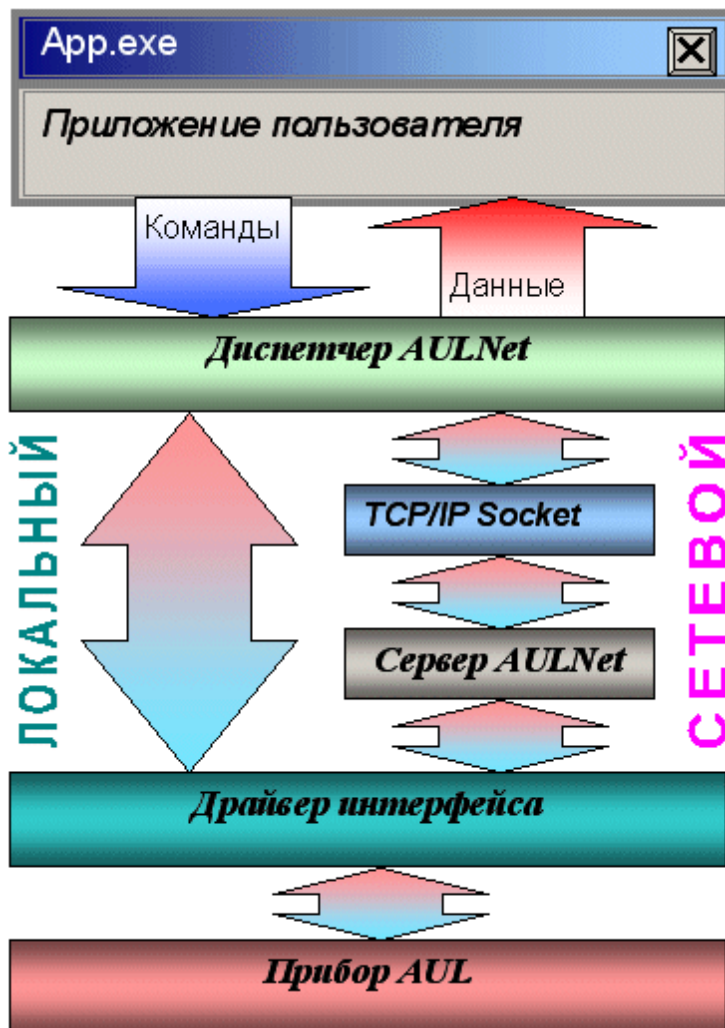 App.exe
Приложение пользователя
Команды
Данные
Диспетчер AULNet
ЛОКАЛЬНЫЙ
СЕТЕВОЙ
TCP/IP Socket
Сервер AULNet
Драйвер интерфейса
Прибор AUL